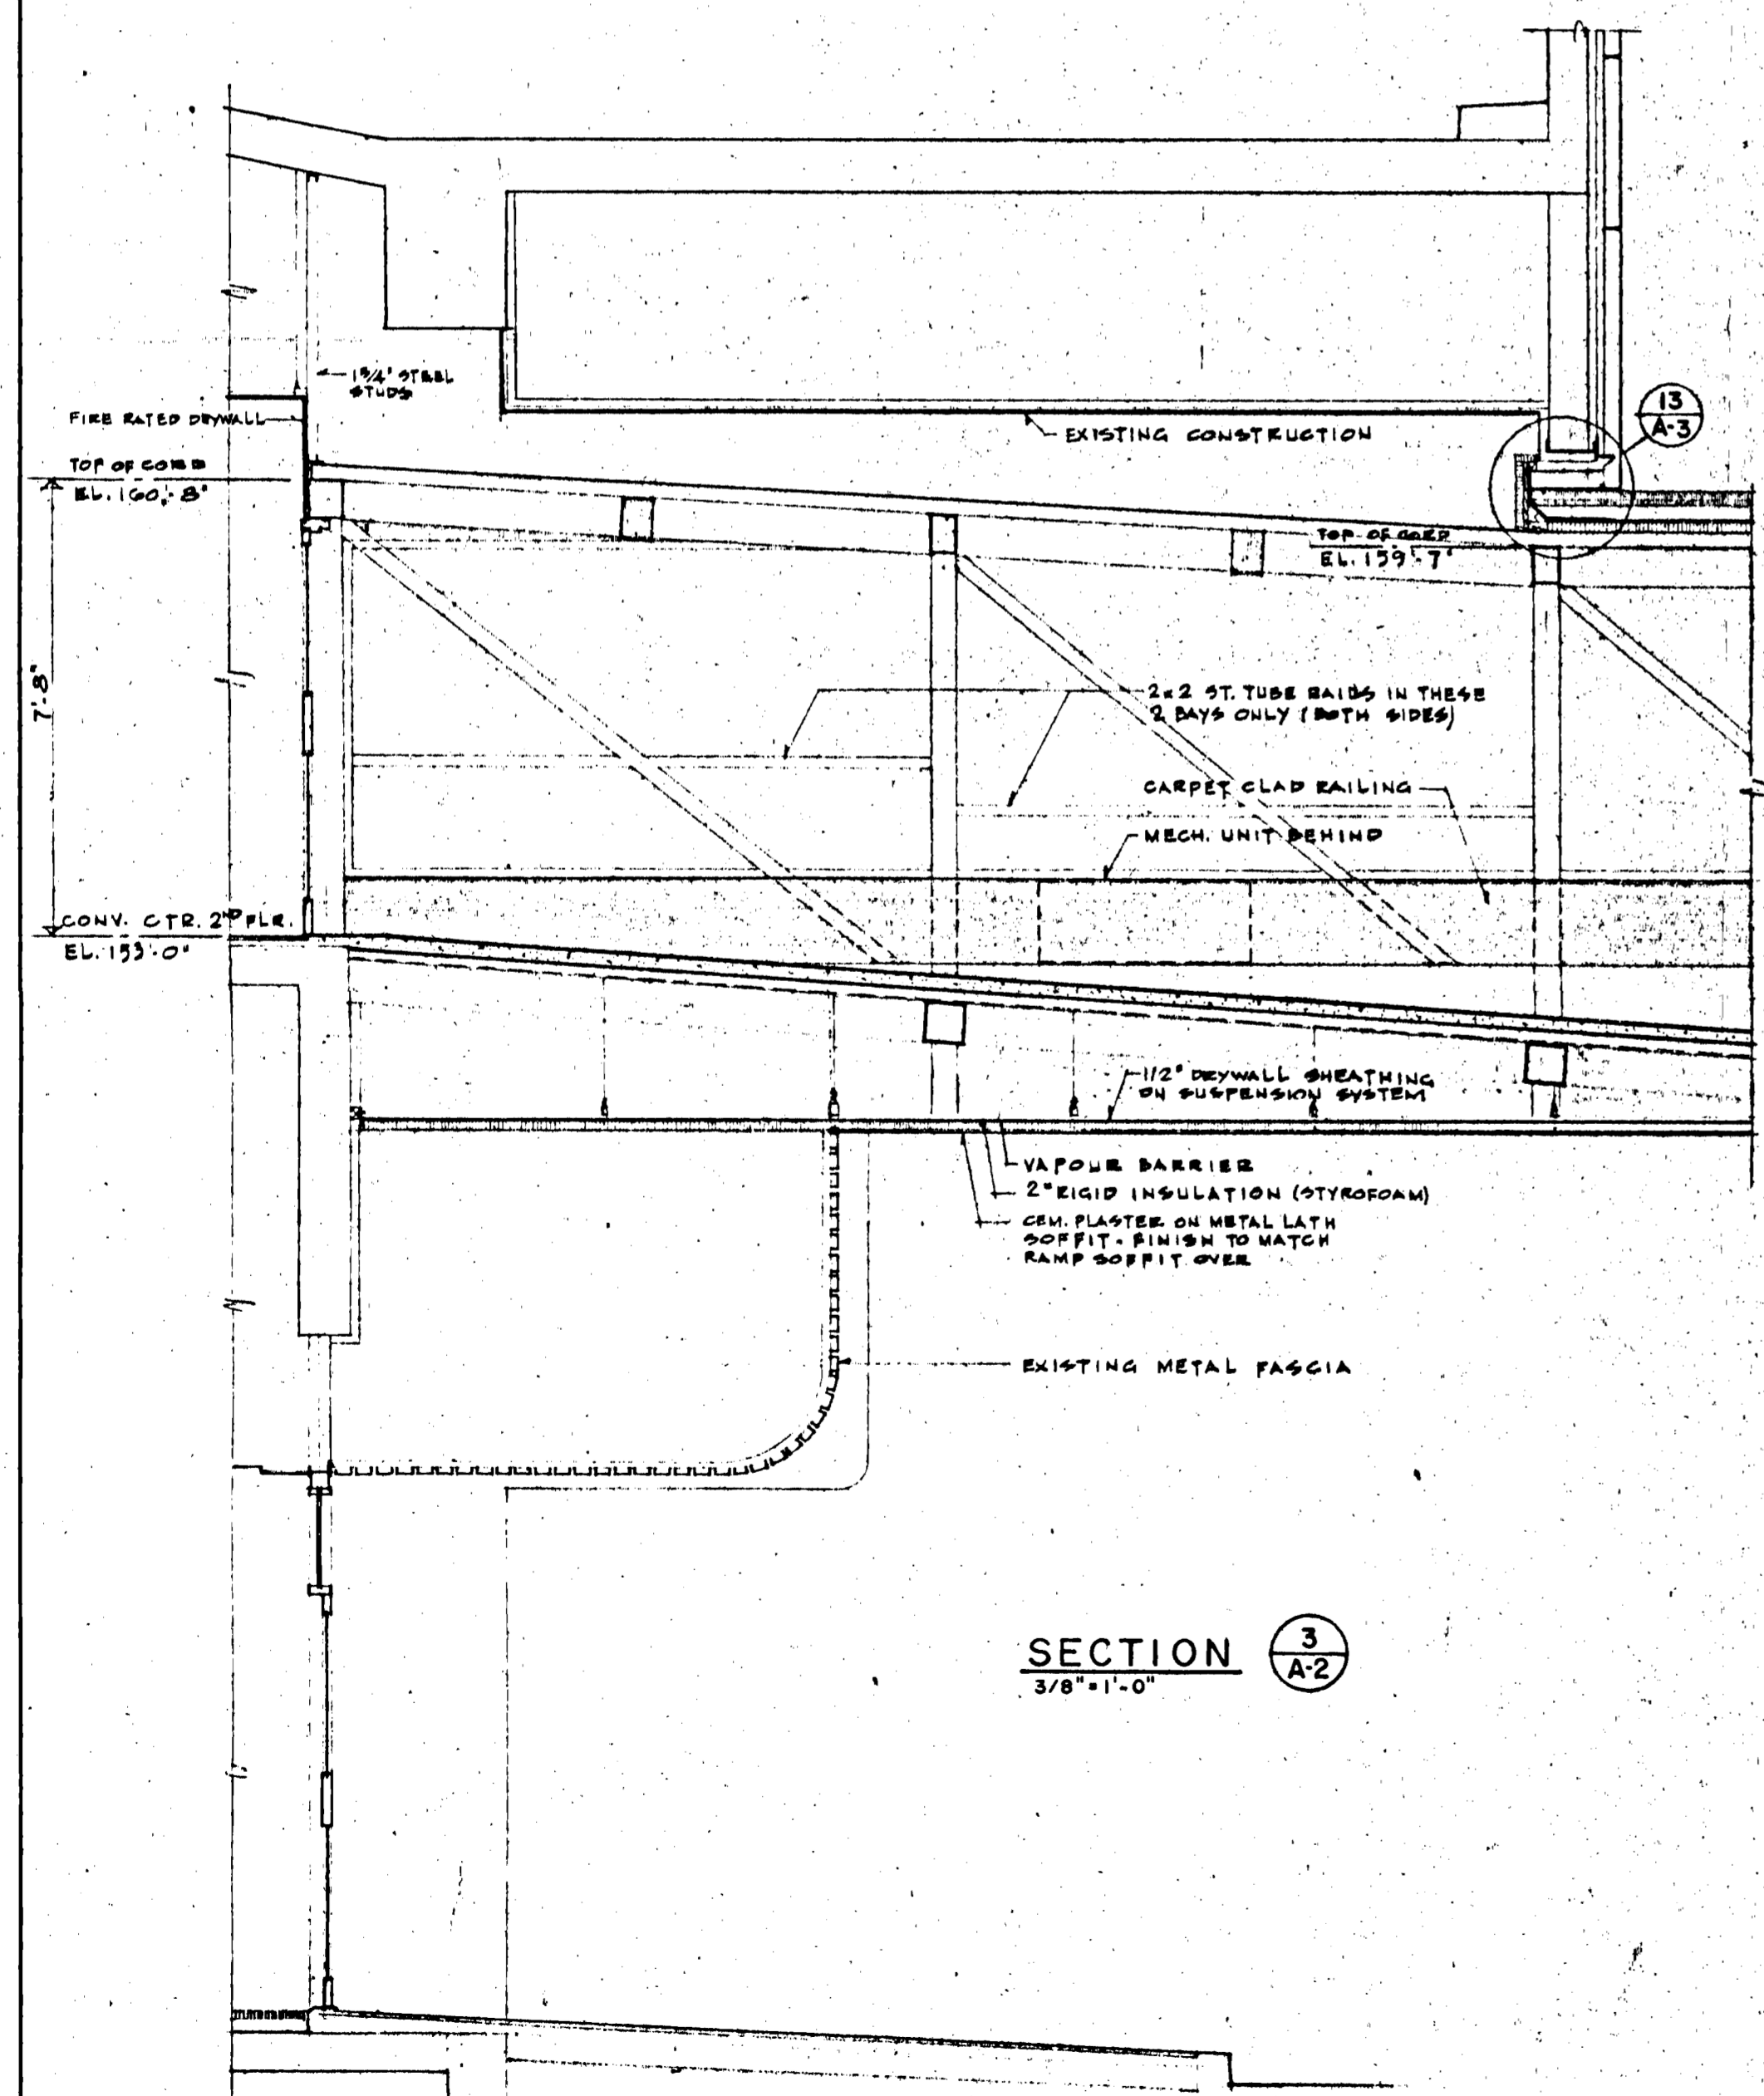 1 5/4" STEEL
STUDS
FIRE RATED DRYWALL
EXISTING CONSTRUCTION
13
A-3
TOP OF
EL. 160'-8"
TOP OF
EL. 159'-7"
7'-8"
2x2 ST. TUBE RAILS IN THESE
2 BAYS ONLY (BOTH SIDES)
CARPET CLAD RAILING
MECH. UNIT BEHIND
CONV. CTR. 2ND FLR.
EL. 153'-0"
1/2" DRYWALL SHEATHING
ON SUSPENSION SYSTEM
VAPOUR BARRIER
2" RIGID INSULATION (STYROFOAM)
CEM. PLASTER ON METAL LATH
SOFFIT - FINISH TO MATCH
RAMP SOFFIT OVER
EXISTING METAL FASCIA
SECTION
3/8" = 1'-0"
3
A-2